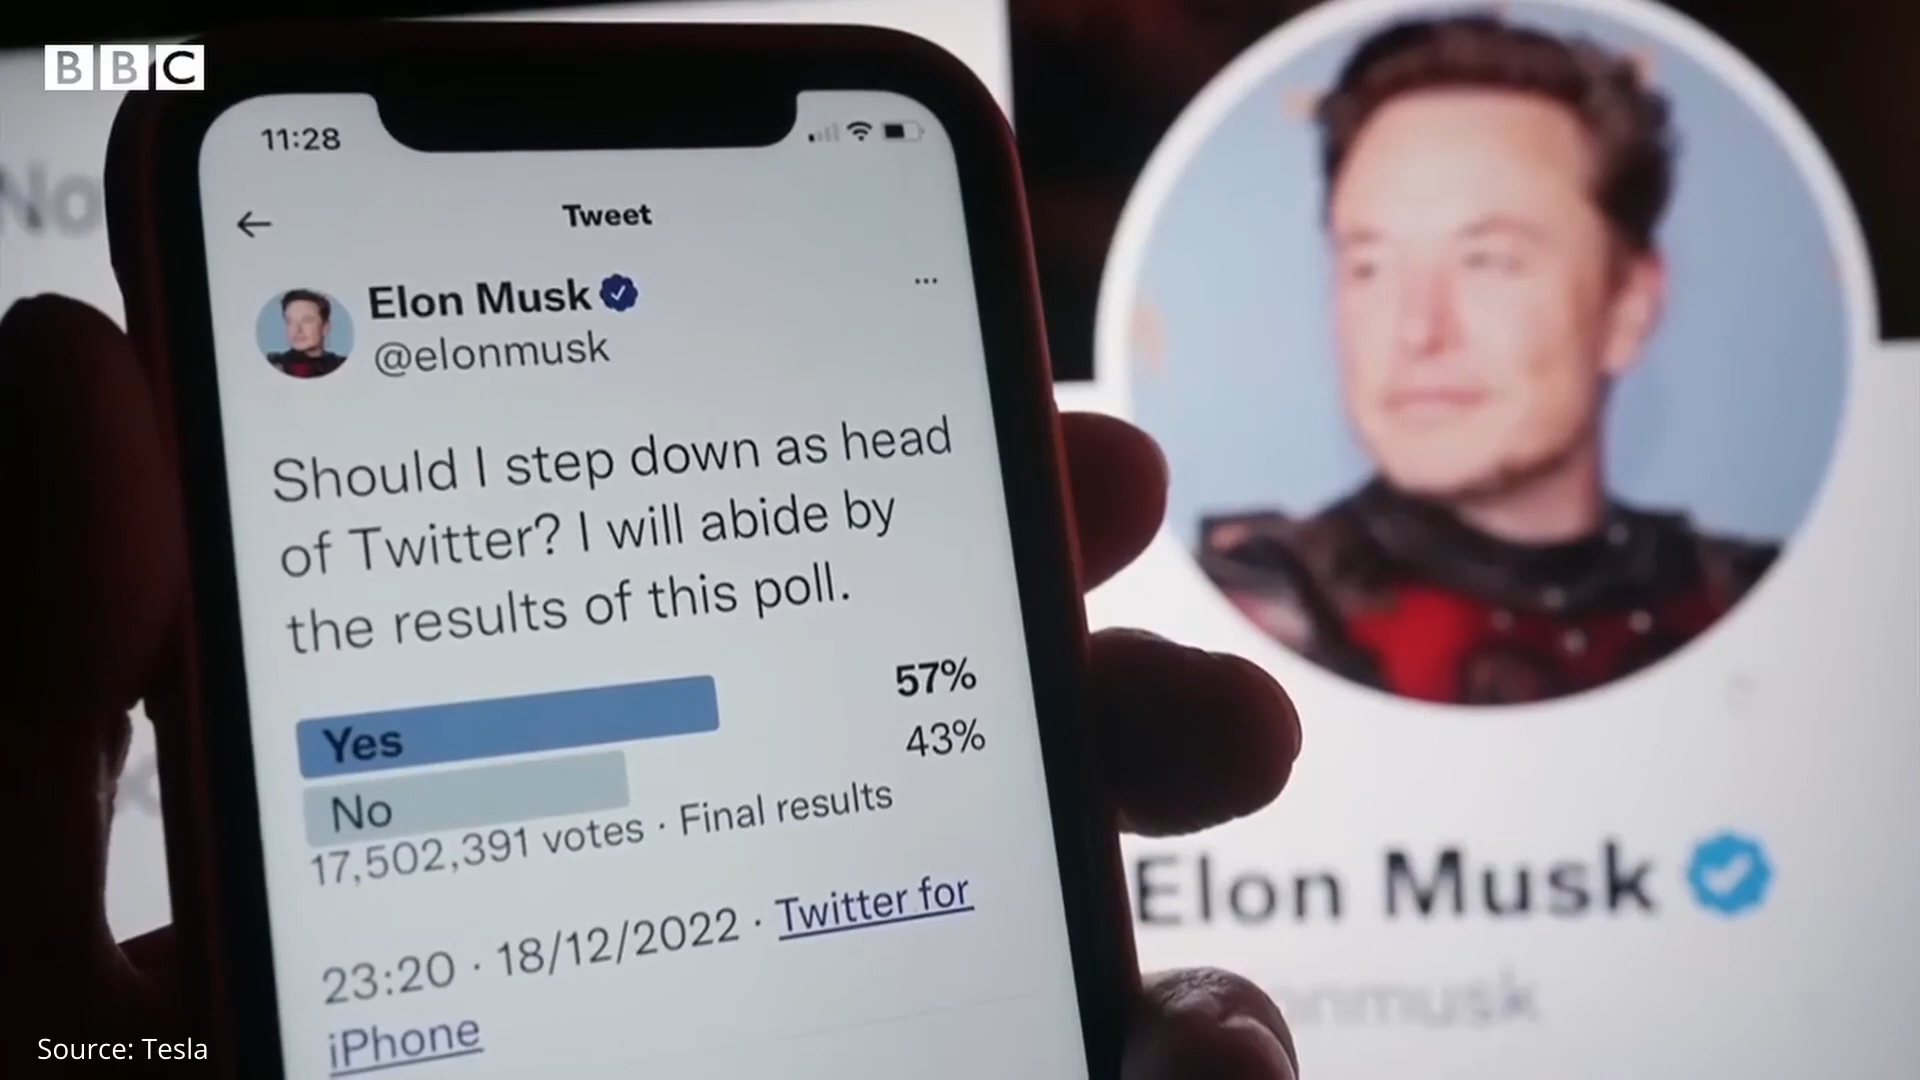 BBC
11:28
No
Tweet
Elon Musk
@elonmusk
...
Should I step down as head
of Twitter? I will abide by
the results of this poll.
Yes 57%
No 43%
17,502,391 votes · Final results
23:20 · 18/12/2022 · Twitter for
iPhone
Elon Musk
onmusk
Source: Tesla